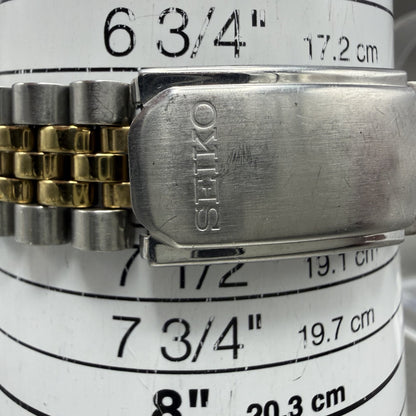 6 3/4" 17.2 cm
SEIKO
7 1/2" 19.1 cm
7 3/4" 19.7 cm
8" 20.3 cm